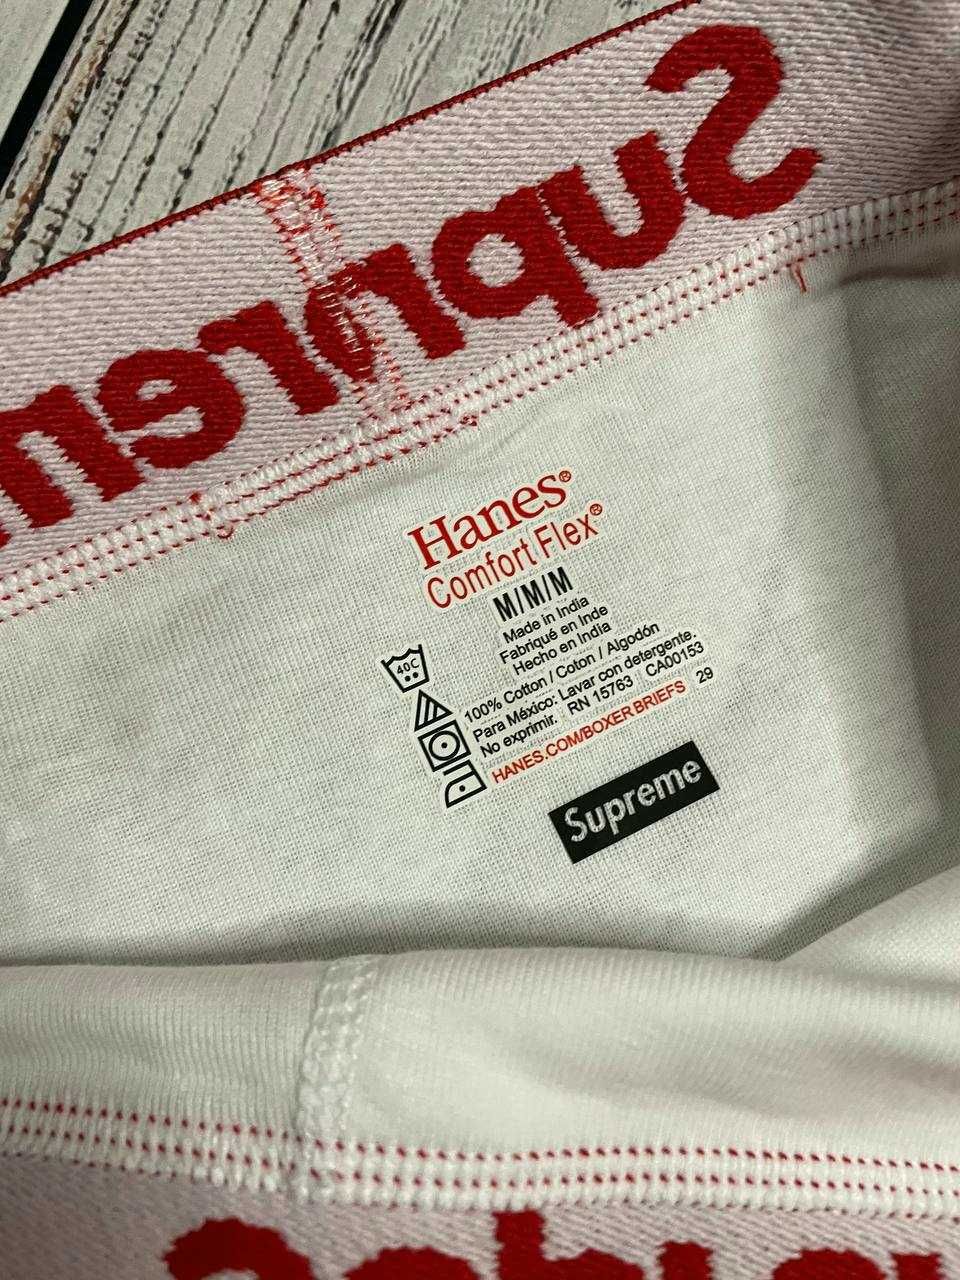 Suprem
Hanes®
Comfort Flex®
M/M/M
Made in India
Fabriqué en Inde
Hecho en India
40C
100% Cotton / Coton / Algodón
Para México: Lavar con detergente.
No exprimir. RN 15763 CA00153 29
HANES.COM/BOXERBRIEFS
Supreme